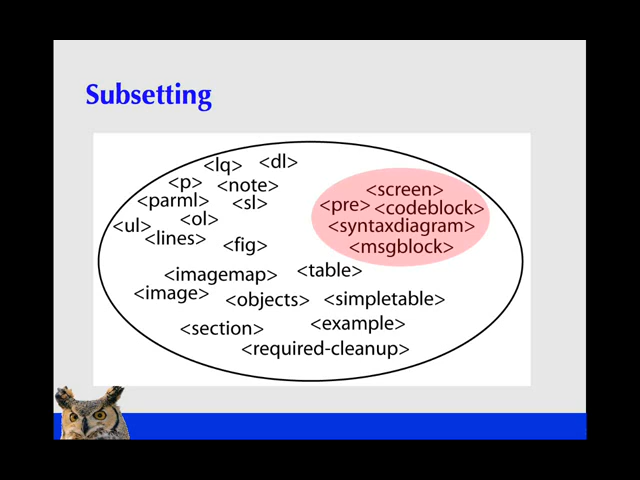 Subsetting
<lq> <dl>
<p> <note>
<parml> <sl>
<ul> <ol>
<lines>
<fig>
<screen>
<pre> <codeblock>
<syntaxdiagram>
<msgblock>
<imagemap> <table>
<image> <objects> <simpletable>
<section> <example>
<required-cleanup>